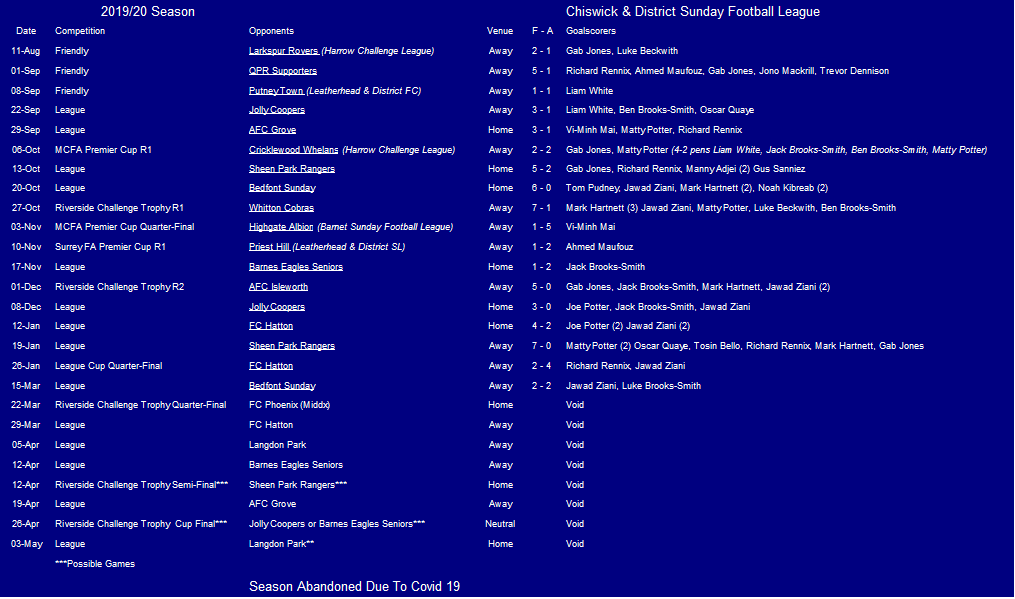 2019/20 Season Chiswick & District Sunday Football League
Date Competition Opponents Venue F - A Goalscorers
11-Aug Friendly Larkspur Rovers (Harrow Challenge League) Away 2 - 1 Gab Jones, Luke Beckwith
01-Sep Friendly QPR Supporters Away 5 - 1 Richard Rennix, Ahmed Maufouz, Gab Jones, Jono Mackrill, Trevor Dennison
08-Sep Friendly Putney Town (Leatherhead & District FC) Away 1 - 1 Liam White
22-Sep League Jolly Coopers Away 3 - 1 Liam White, Ben Brooks-Smith, Oscar Quaye
29-Sep League AFC Grove Home 3 - 1 Vi-Minh Mai, Matty Potter, Richard Rennix
06-Oct MCFA Premier Cup R1 Cricklewood Whelans (Harrow Challenge League) Away 2 - 2 Gab Jones, Matty Potter (4-2 pens Liam White, Jack Brooks-Smith, Ben Brooks-Smith, Matty Potter)
13-Oct League Sheen Park Rangers Home 5 - 2 Gab Jones, Richard Rennix, Manny Adjei (2) Gus Sanniez
20-Oct League Bedfont Sunday Home 6 - 0 Tom Pudney, Jawad Ziani, Mark Hartnett (2), Noah Kibreab (2)
27-Oct Riverside Challenge Trophy R1 Whitton Cobras Away 7 - 1 Mark Hartnett (3) Jawad Ziani, Matty Potter, Luke Beckwith, Ben Brooks-Smith
03-Nov MCFA Premier Cup Quarter-Final Highgate Albion (Barnet Sunday Football League) Away 1 - 5 Vi-Minh Mai
10-Nov Surrey FA Premier Cup R1 Priest Hill (Leatherhead & District SL) Away 1 - 2 Ahmed Maufouz
17-Nov League Barnes Eagles Seniors Home 1 - 2 Jack Brooks-Smith
01-Dec Riverside Challenge Trophy R2 AFC Isleworth Away 5 - 0 Gab Jones, Jack Brooks-Smith, Mark Hartnett, Jawad Ziani (2)
08-Dec League Jolly Coopers Home 3 - 0 Joe Potter, Jack Brooks-Smith, Jawad Ziani
12-Jan League FC Hatton Home 4 - 2 Joe Potter (2) Jawad Ziani (2)
19-Jan League Sheen Park Rangers Away 7 - 0 Matty Potter (2) Oscar Quaye, Tosin Bello, Richard Rennix, Mark Hartnett, Gab Jones
26-Jan League Cup Quarter-Final FC Hatton Away 2 - 4 Richard Rennix, Jawad Ziani
15-Mar League Bedfont Sunday Away 2 - 2 Jawad Ziani, Luke Brooks-Smith
22-Mar Riverside Challenge Trophy Quarter-Final FC Phoenix (Middx) Home Void
29-Mar League FC Hatton Away Void
05-Apr League Langdon Park Away Void
12-Apr League Barnes Eagles Seniors Away Void
12-Apr Riverside Challenge Trophy Semi-Final*** Sheen Park Rangers*** Home Void
19-Apr League AFC Grove Away Void
26-Apr Riverside Challenge Trophy Cup Final*** Jolly Coopers or Barnes Eagles Seniors*** Neutral Void
03-May League Langdon Park** Home Void
***Possible Games
Season Abandoned Due To Covid 19